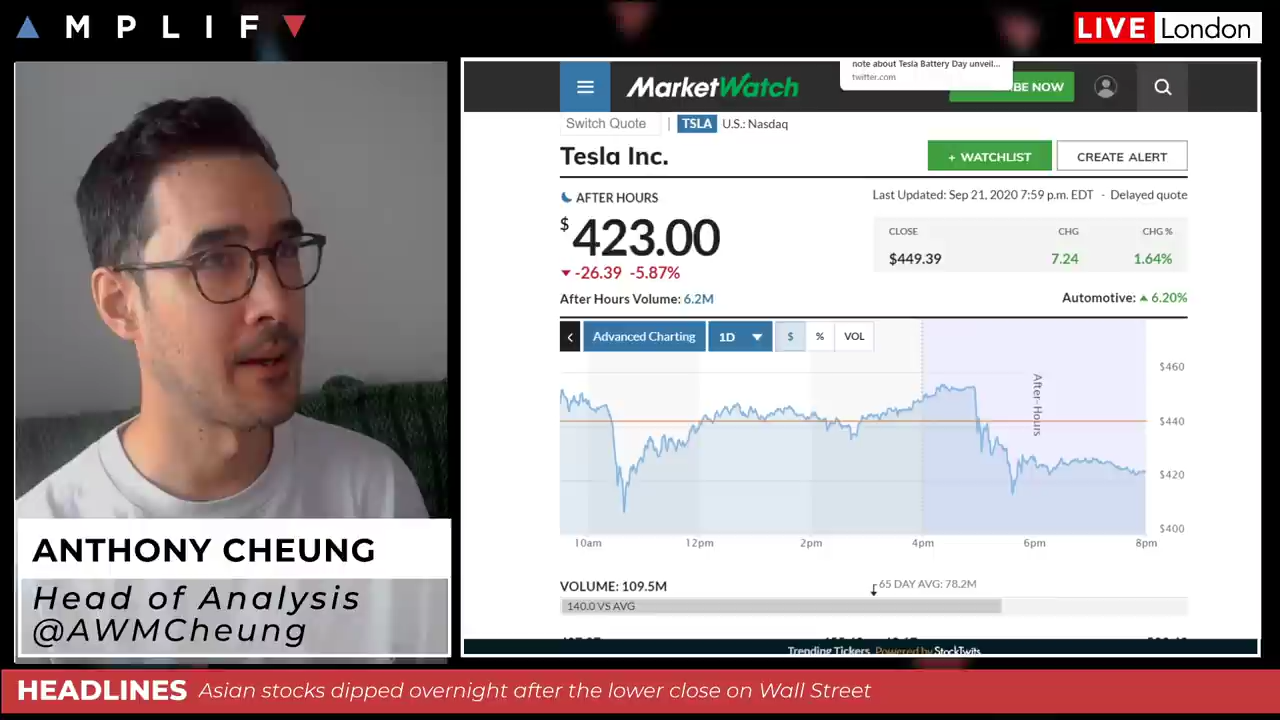 AMPLIFY
LIVE London
note about Tesla Battery Day unveil...
twitter.com
MarketWatch
BE NOW
Switch Quote | TSLA U.S.: Nasdaq
Tesla Inc.
+ WATCHLIST
CREATE ALERT
AFTER HOURS
Last Updated: Sep 21, 2020 7:59 p.m. EDT - Delayed quote
$423.00
-26.39 -5.87%
CLOSE CHG CHG %
$449.39 7.24 1.64%
After Hours Volume: 6.2M
Automotive: 6.20%
Advanced Charting 1D $ % VOL
After-Hours
$460
$440
$420
$400
10am 12pm 2pm 4pm 6pm 8pm
VOLUME: 109.5M
65 DAY AVG: 78.2M
140.0 VS AVG
Trending Tickers Powered by StockTwits
ANTHONY CHEUNG
Head of Analysis
@AWMCheung
HEADLINES Asian stocks dipped overnight after the lower close on Wall Street